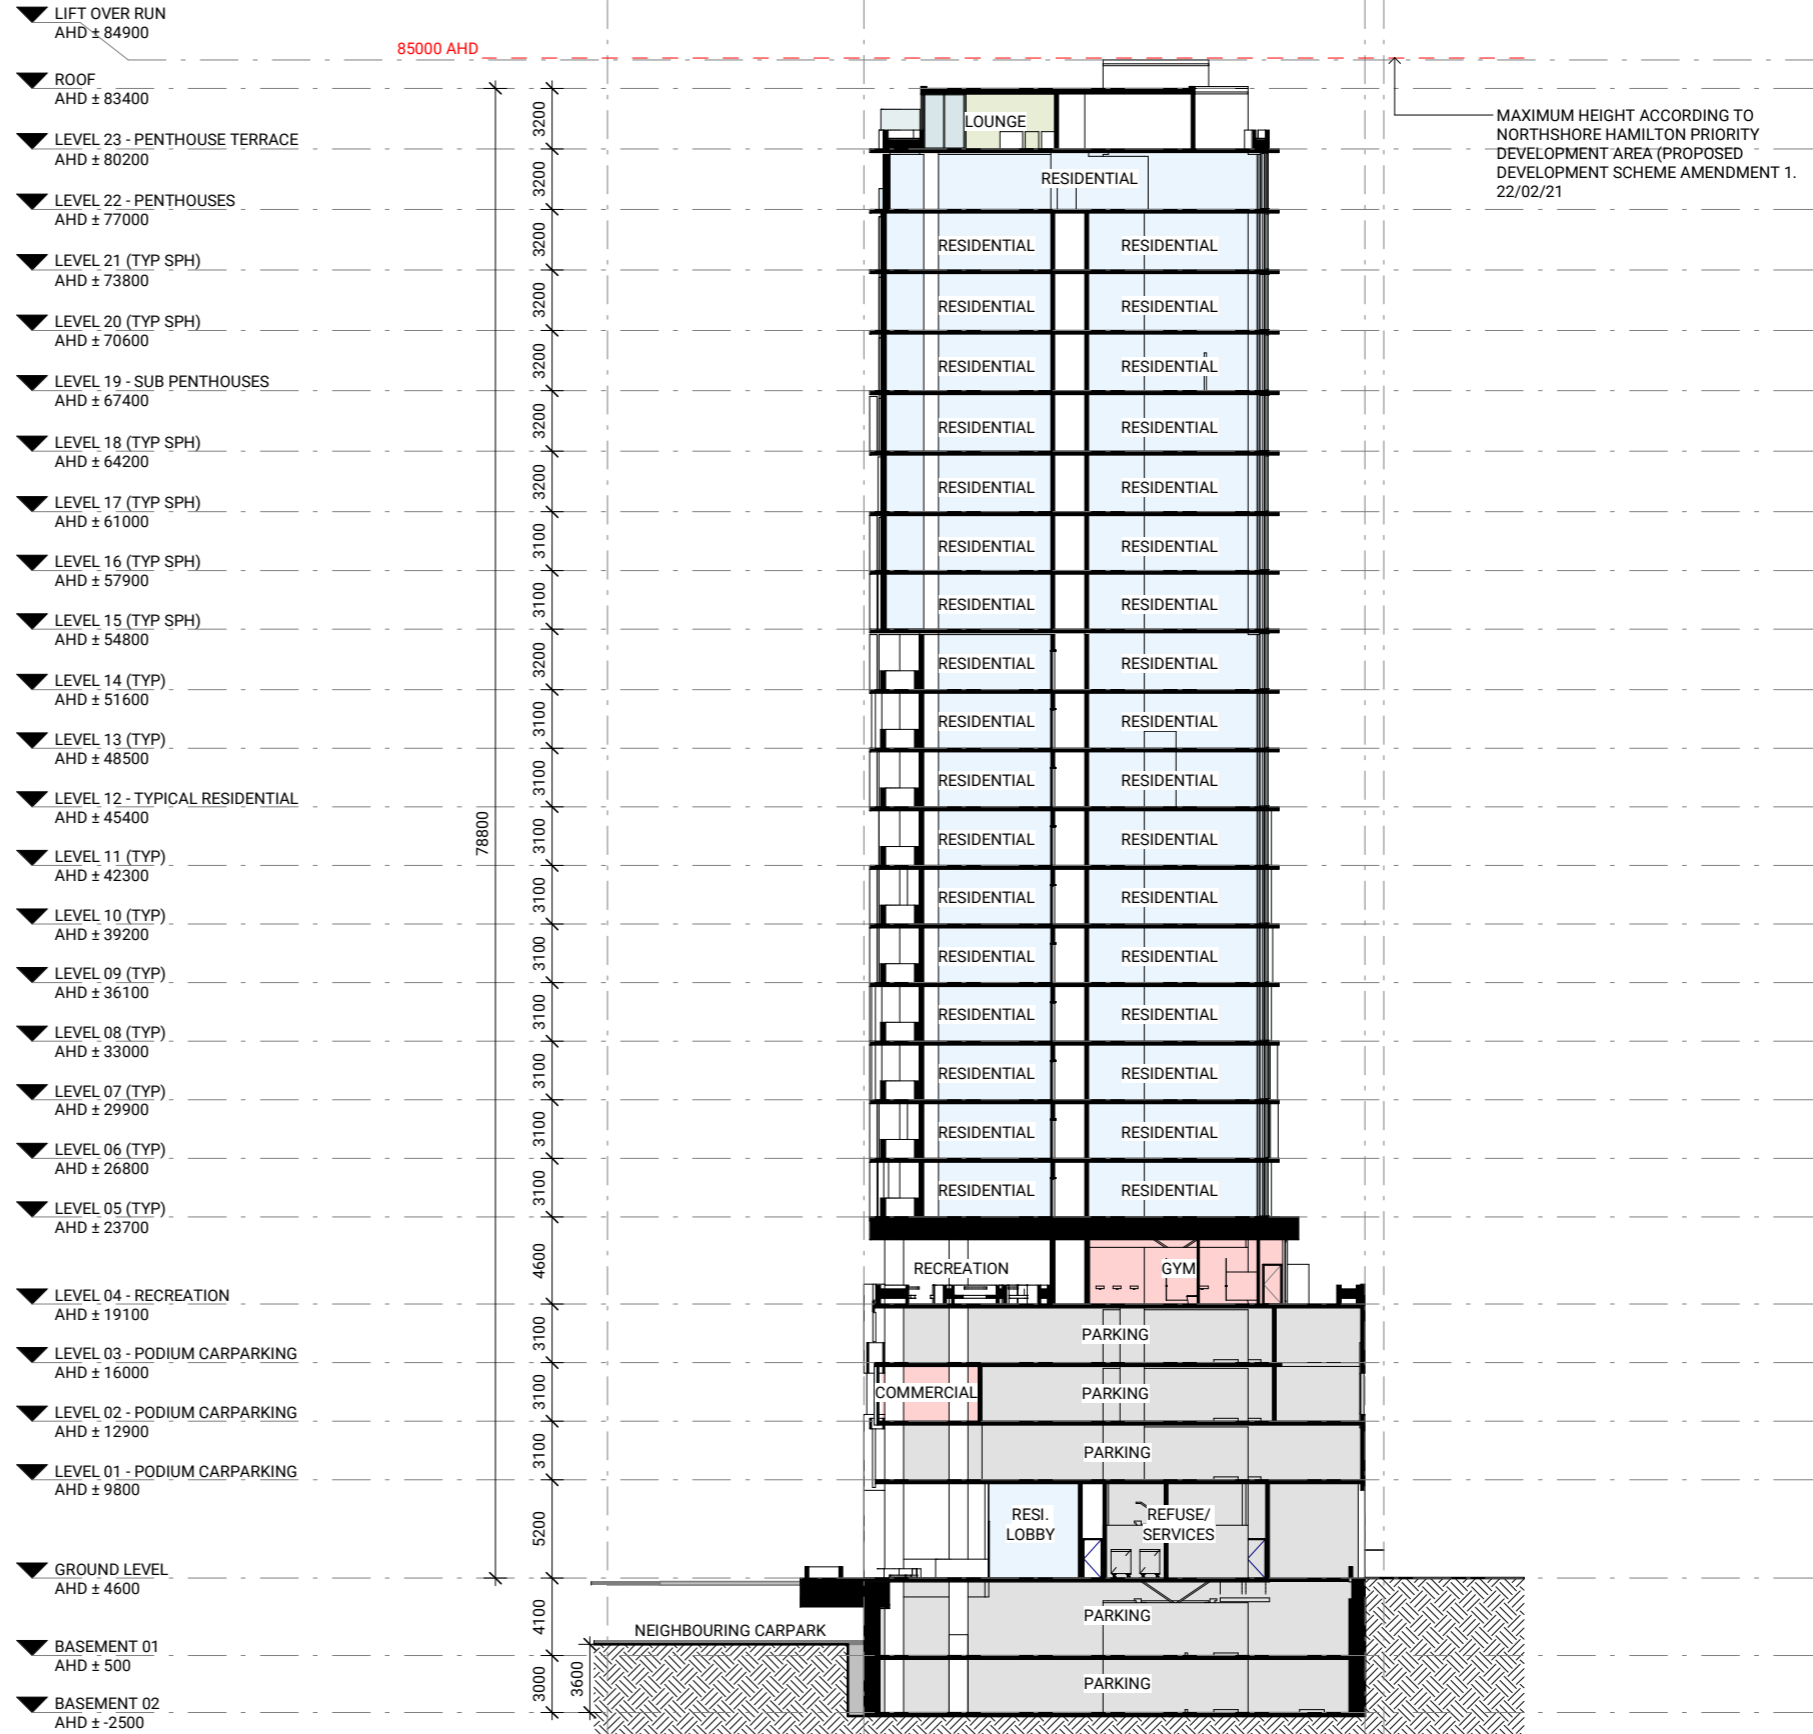 LIFT OVER RUN
AHD ± 84900
85000 AHD
ROOF
AHD ± 83400
MAXIMUM HEIGHT ACCORDING TO
NORTHSHORE HAMILTON PRIORITY
DEVELOPMENT AREA (PROPOSED
DEVELOPMENT SCHEME AMENDMENT 1.
22/02/21
3200
LOUNGE
LEVEL 23 - PENTHOUSE TERRACE
AHD ± 80200
3200
RESIDENTIAL
LEVEL 22 - PENTHOUSES
AHD ± 77000
3200
RESIDENTIAL
RESIDENTIAL
LEVEL 21 (TYP SPH)
AHD ± 73800
3200
RESIDENTIAL
RESIDENTIAL
LEVEL 20 (TYP SPH)
AHD ± 70600
3200
RESIDENTIAL
RESIDENTIAL
LEVEL 19 - SUB PENTHOUSES
AHD ± 67400
3200
RESIDENTIAL
RESIDENTIAL
LEVEL 18 (TYP SPH)
AHD ± 64200
3200
RESIDENTIAL
RESIDENTIAL
LEVEL 17 (TYP SPH)
AHD ± 61000
3100
RESIDENTIAL
RESIDENTIAL
LEVEL 16 (TYP SPH)
AHD ± 57900
3100
RESIDENTIAL
RESIDENTIAL
LEVEL 15 (TYP SPH)
AHD ± 54800
3200
RESIDENTIAL
RESIDENTIAL
LEVEL 14 (TYP)
AHD ± 51600
3100
RESIDENTIAL
RESIDENTIAL
LEVEL 13 (TYP)
AHD ± 48500
3100
RESIDENTIAL
RESIDENTIAL
LEVEL 12 - TYPICAL RESIDENTIAL
AHD ± 45400
78800
3100
RESIDENTIAL
RESIDENTIAL
LEVEL 11 (TYP)
AHD ± 42300
3100
RESIDENTIAL
RESIDENTIAL
LEVEL 10 (TYP)
AHD ± 39200
3100
RESIDENTIAL
RESIDENTIAL
LEVEL 09 (TYP)
AHD ± 36100
3100
RESIDENTIAL
RESIDENTIAL
LEVEL 08 (TYP)
AHD ± 33000
3100
RESIDENTIAL
RESIDENTIAL
LEVEL 07 (TYP)
AHD ± 29900
3100
RESIDENTIAL
RESIDENTIAL
LEVEL 06 (TYP)
AHD ± 26800
3100
RESIDENTIAL
RESIDENTIAL
LEVEL 05 (TYP)
AHD ± 23700
4600
RECREATION
GYM
LEVEL 04 - RECREATION
AHD ± 19100
3100
PARKING
LEVEL 03 - PODIUM CARPARKING
AHD ± 16000
3100
COMMERCIAL
PARKING
LEVEL 02 - PODIUM CARPARKING
AHD ± 12900
3100
PARKING
LEVEL 01 - PODIUM CARPARKING
AHD ± 9800
5200
RESI.
LOBBY
REFUSE/
SERVICES
GROUND LEVEL
AHD ± 4600
4100
PARKING
NEIGHBOURING CARPARK
BASEMENT 01
AHD ± 500
3000
3600
PARKING
BASEMENT 02
AHD ± -2500